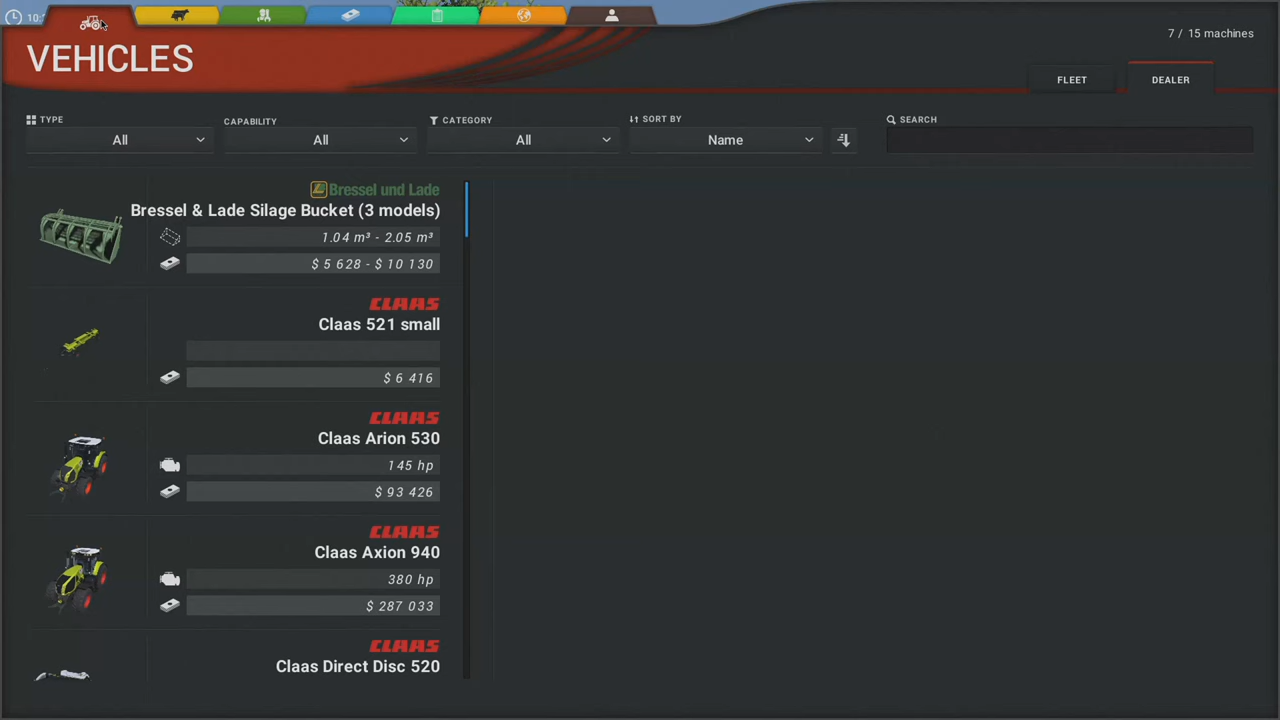 10:
7 / 15 machines
VEHICLES
FLEET
DEALER
TYPE
CAPABILITY
CATEGORY
SORT BY
SEARCH
All
All
All
Name
Bressel und Lade
Bressel & Lade Silage Bucket (3 models)
1.04 m³ - 2.05 m³
$ 5 628 - $ 10 130
CLAAS
Claas 521 small
$ 6 416
CLAAS
Claas Arion 530
145 hp
$ 93 426
CLAAS
Claas Axion 940
380 hp
$ 287 033
CLAAS
Claas Direct Disc 520